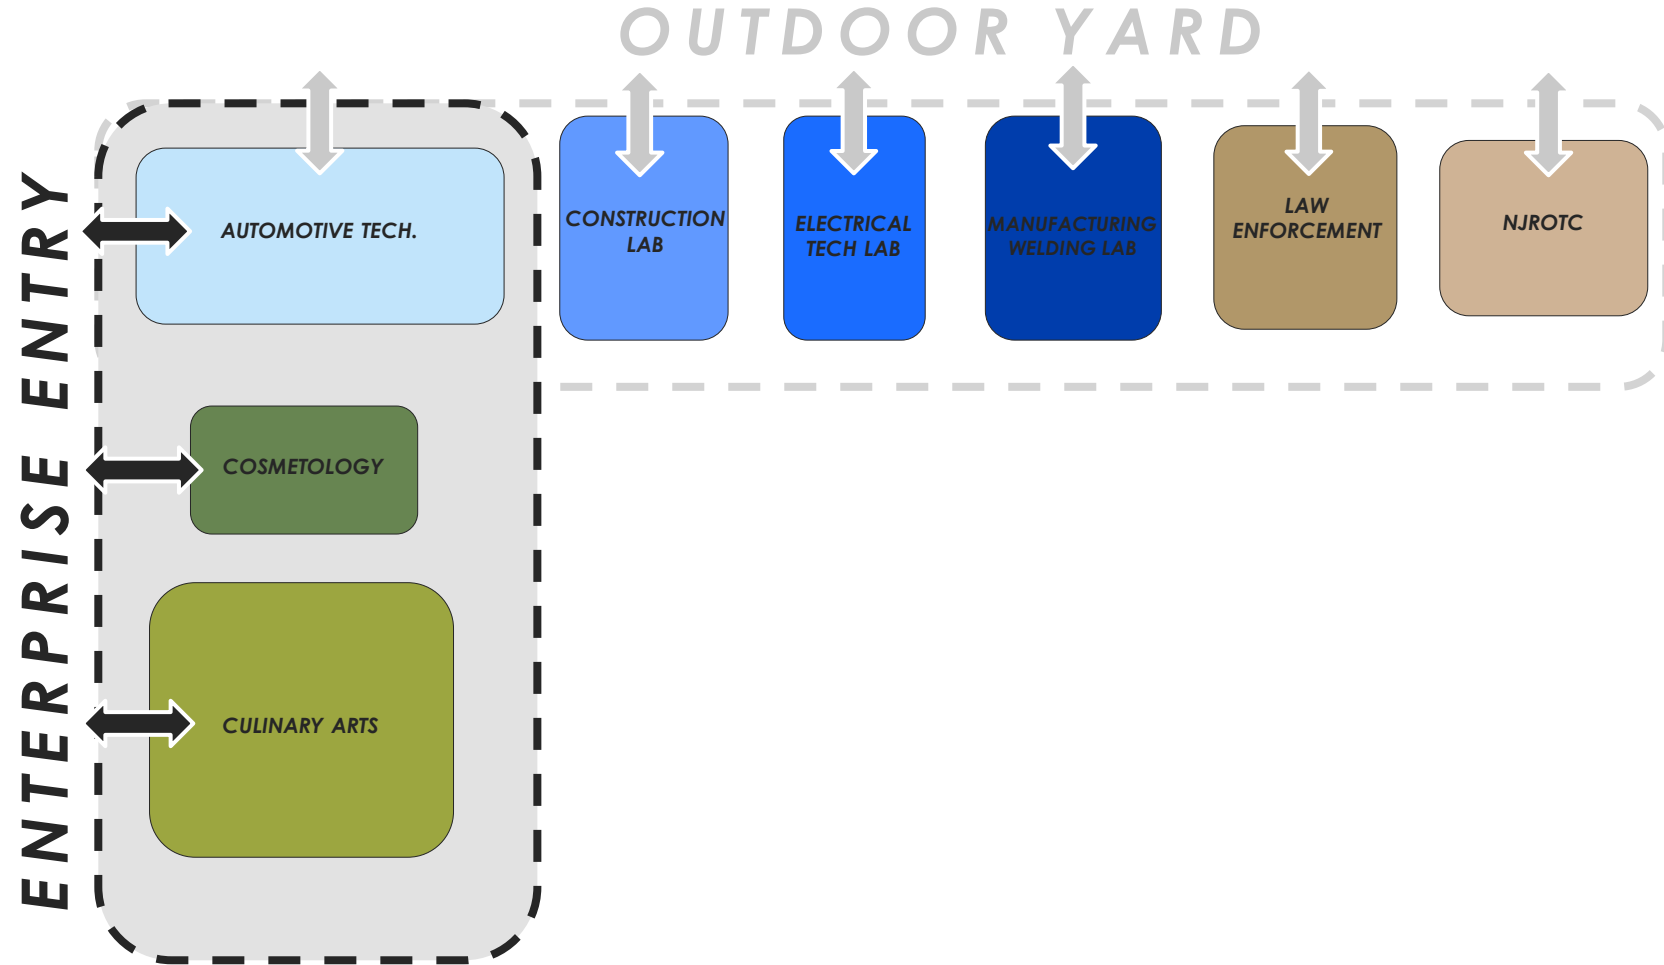 OUTDOOR YARD
ENTERPRISE ENTRY
AUTOMOTIVE TECH.
CONSTRUCTION
LAB
ELECTRICAL
TECH LAB
MANUFACTURING
WELDING LAB
LAW
ENFORCEMENT
NJROTC
COSMETOLOGY
CULINARY ARTS